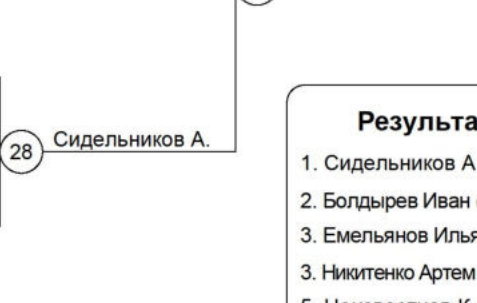 28
Сидельников А.
Результа
1. Сидельников А
2. Болдырев Иван
3. Емельянов Илья
3. Никитенко Артем